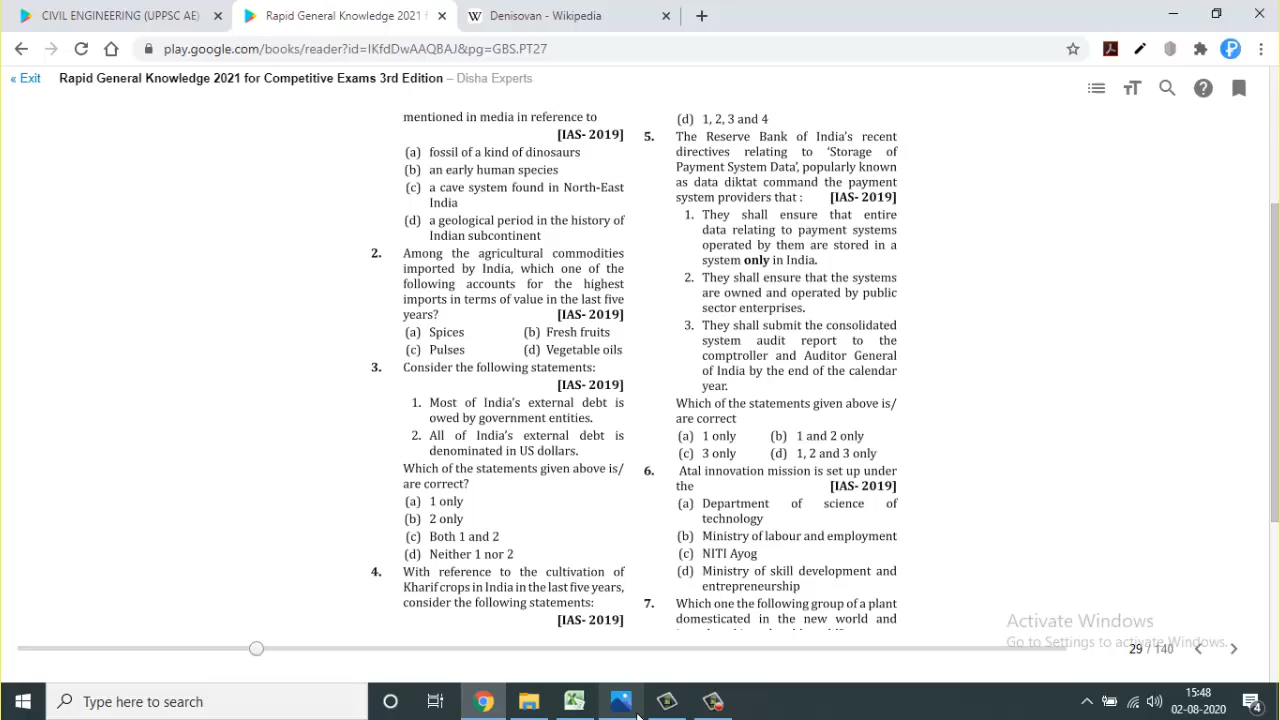 CIVIL ENGINEERING (UPPSC AE)
Rapid General Knowledge 2021 f
Denisovan - Wikipedia
play.google.com/books/reader?id=IKfdDwAAQBAJ&pg=GBS.PT27
« Exit Rapid General Knowledge 2021 for Competitive Exams 3rd Edition – Disha Experts
mentioned in media in reference to
[IAS- 2019]
(a) fossil of a kind of dinosaurs
(b) an early human species
(c) a cave system found in North-East
India
(d) a geological period in the history of
Indian subcontinent
2. Among the agricultural commodities
imported by India, which one of the
following accounts for the highest
imports in terms of value in the last five
years? [IAS- 2019]
(a) Spices (b) Fresh fruits
(c) Pulses (d) Vegetable oils
3. Consider the following statements:
[IAS- 2019]
1. Most of India's external debt is
owed by government entities.
2. All of India's external debt is
denominated in US dollars.
Which of the statements given above is/
are correct?
(a) 1 only
(b) 2 only
(c) Both 1 and 2
(d) Neither 1 nor 2
4. With reference to the cultivation of
Kharif crops in India in the last five years,
consider the following statements:
[IAS- 2019]
(d) 1, 2, 3 and 4
5. The Reserve Bank of India's recent
directives relating to 'Storage of
Payment System Data', popularly known
as data diktat command the payment
system providers that : [IAS- 2019]
1. They shall ensure that entire
data relating to payment systems
operated by them are stored in a
system only in India.
2. They shall ensure that the systems
are owned and operated by public
sector enterprises.
3. They shall submit the consolidated
system audit report to the
comptroller and Auditor General
of India by the end of the calendar
year.
Which of the statements given above is/
are correct
(a) 1 only (b) 1 and 2 only
(c) 3 only (d) 1, 2 and 3 only
6. Atal innovation mission is set up under
the [IAS- 2019]
(a) Department of science of
technology
(b) Ministry of labour and employment
(c) NITI Ayog
(d) Ministry of skill development and
entrepreneurship
7. Which one the following group of a plant
domesticated in the new world and
Activate Windows
Go to Settings to activate Windows.
29 / 140
Type here to search
15:48
02-08-2020
4